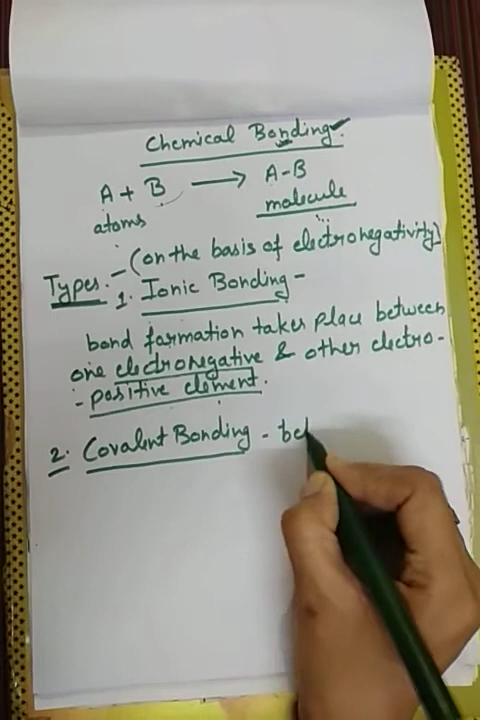 Chemical Bonding.
A + B ⟶ A-B
atoms molecule
Types. - (on the basis of electronegativity)
1. Ionic Bonding -
bond formation takes place between
one electronegative & other electro-
- positive element.
2. Covalent Bonding - bet